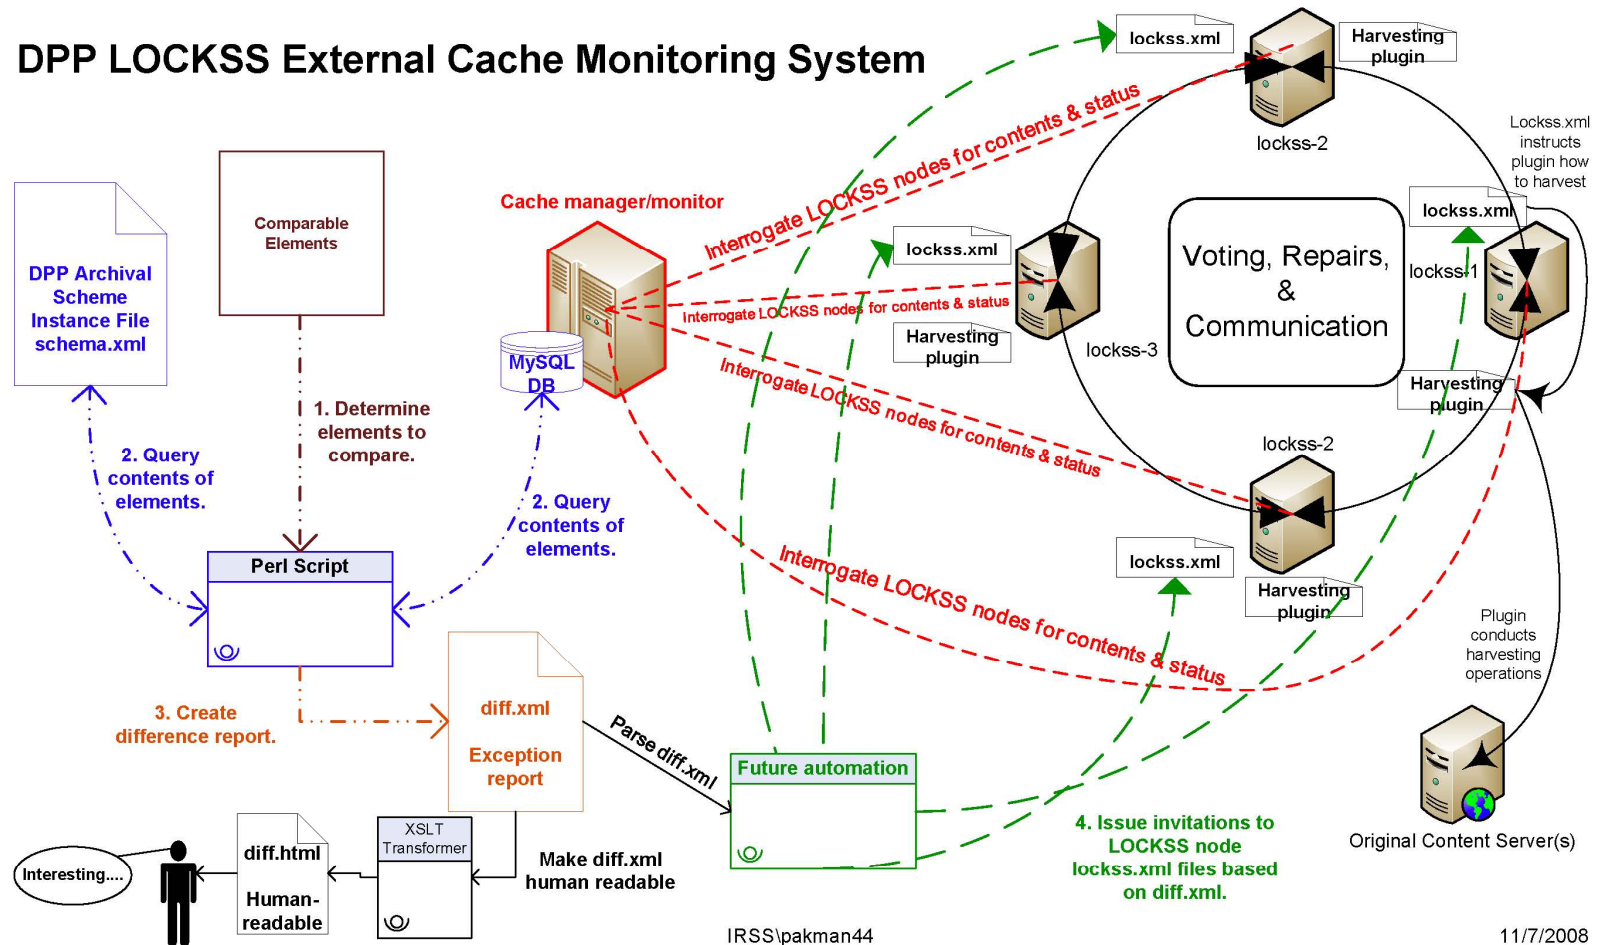 DPP LOCKSS External Cache Monitoring System
lockss.xml
Harvesting
plugin
lockss-2
Lockss.xml
instructs
plugin how
to harvest
lockss.xml
lockss-1
Comparable
Elements
DPP Archival
Scheme
Instance File
schema.xml
Cache manager/monitor
MySQL
DB
Interrogate LOCKSS nodes for contents & status
Interrogate LOCKSS nodes for contents & status
Interrogate LOCKSS nodes for contents & status
Interrogate LOCKSS nodes for contents & status
lockss.xml
Harvesting
plugin
lockss-3
Voting, Repairs,
&
Communication
Harvesting
plugin
lockss-2
lockss.xml
Harvesting
plugin
1. Determine
elements to
compare.
2. Query
contents of
elements.
2. Query
contents of
elements.
Perl Script
3. Create
difference report.
diff.xml
Exception
report
Parse diff.xml
Future automation
4. Issue invitations to
LOCKSS node
lockss.xml files based
on diff.xml.
Plugin
conducts
harvesting
operations
Original Content Server(s)
Interesting....
diff.html
Human-
readable
XSLT
Transformer
Make diff.xml
human readable
IRSS\pakman44
11/7/2008